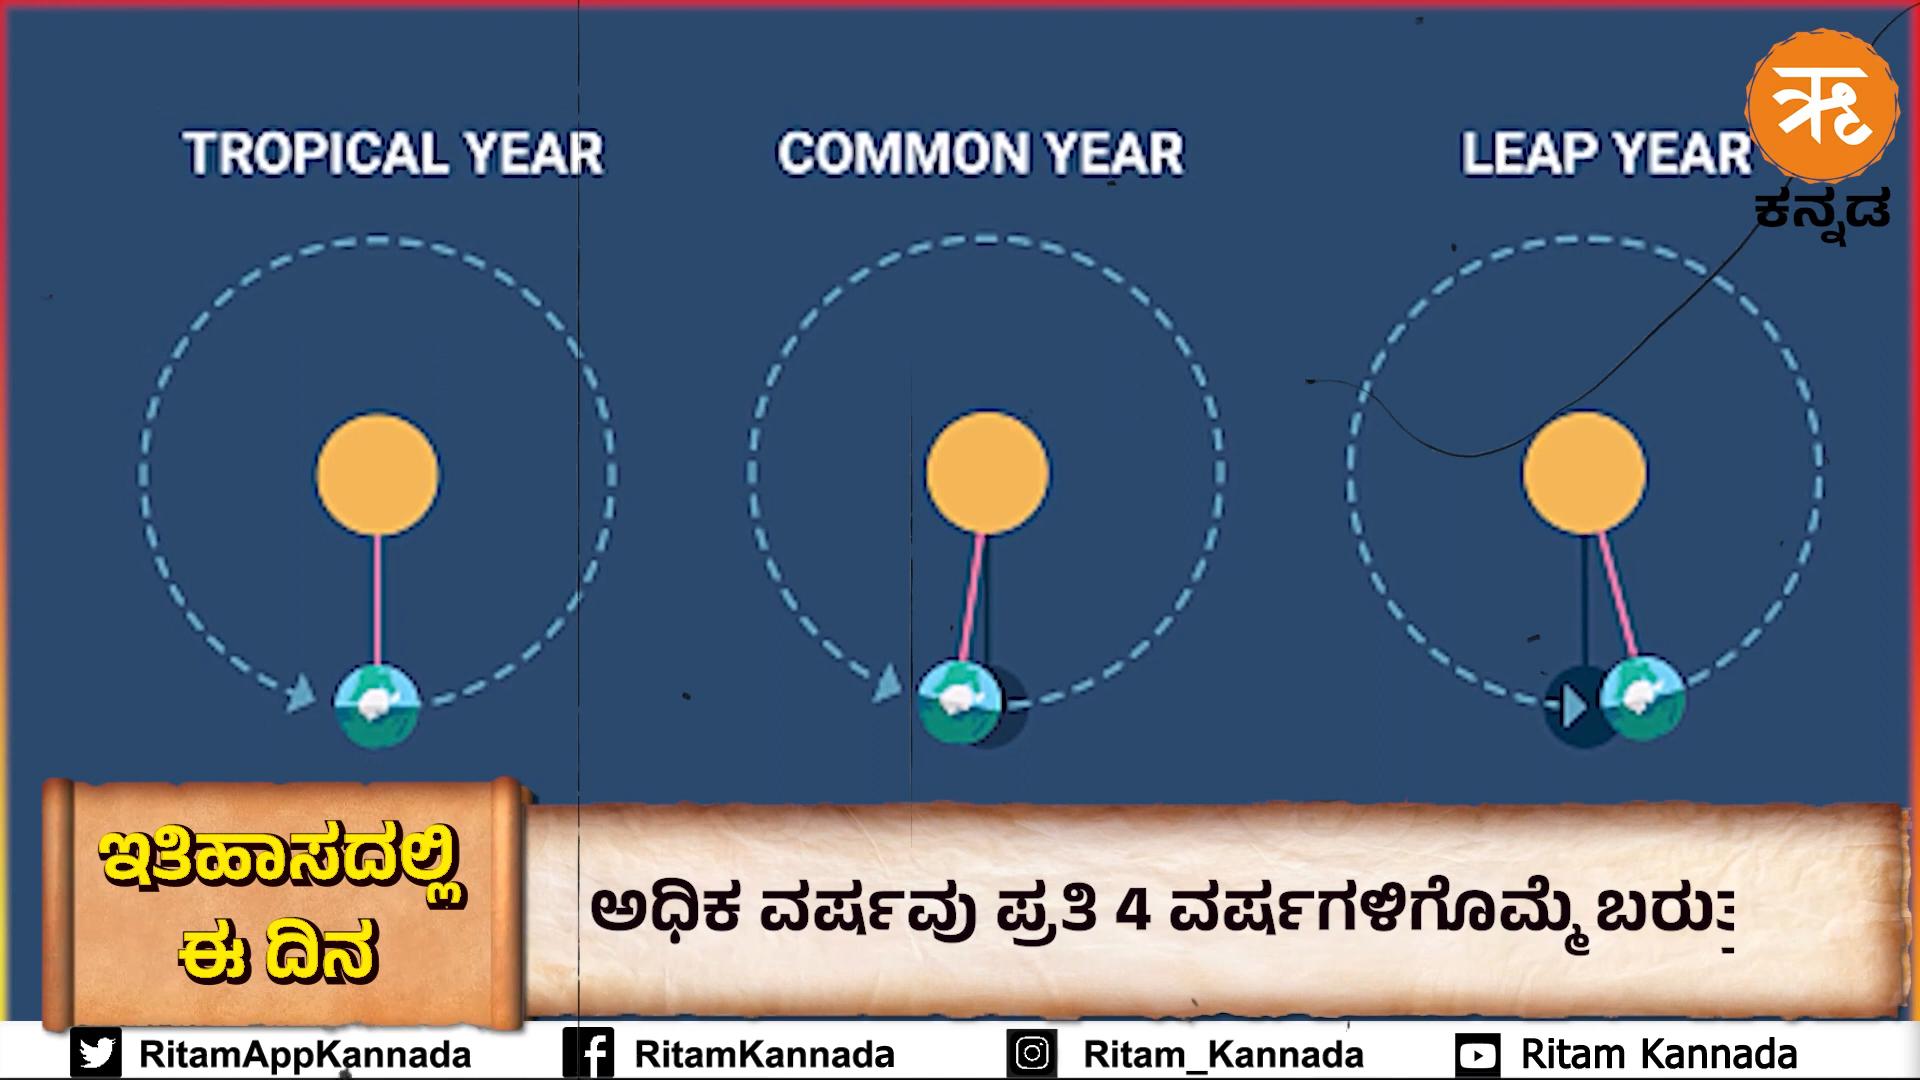 TROPICAL YEAR
COMMON YEAR
LEAP YEAR
ऋ
ಕನ್ನಡ
ಇತಿಹಾಸದಲ್ಲಿ
ಈ ದಿನ
ಅಧಿಕ ವರ್ಷವು ಪ್ರತಿ 4 ವರ್ಷಗಳಿಗೊಮ್ಮೆ
RitamAppKannada
RitamKannada
Ritam_Kannada
Ritam Kannada